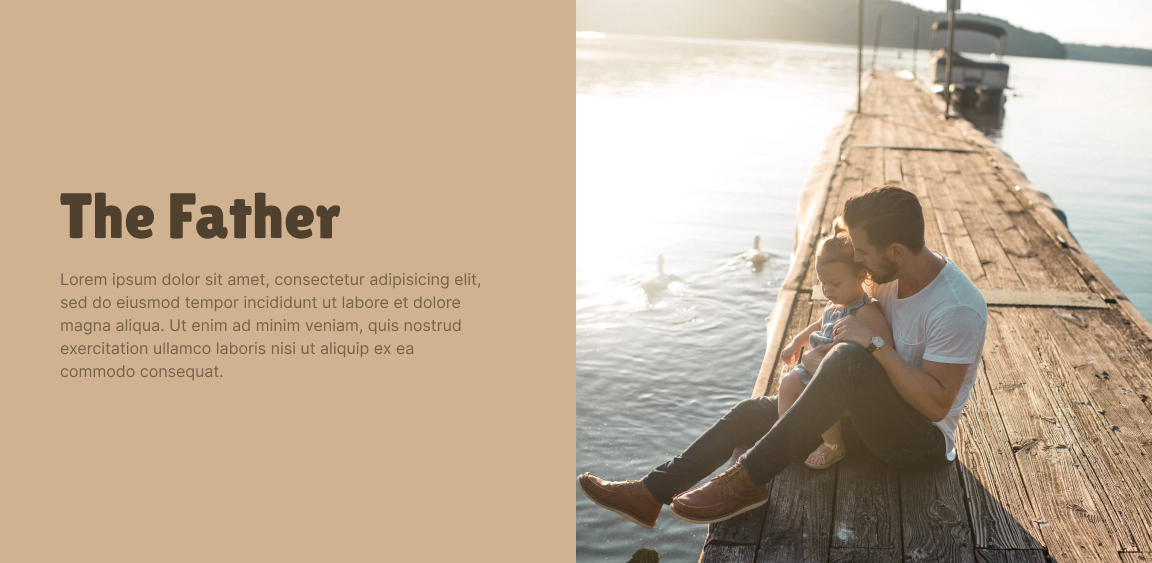 The Father
Lorem ipsum dolor sit amet, consectetur adipisicing elit,
sed do eiusmod tempor incididunt ut labore et dolore
magna aliqua. Ut enim ad minim veniam, quis nostrud
exercitation ullamco laboris nisi ut aliquip ex ea
commodo consequat.